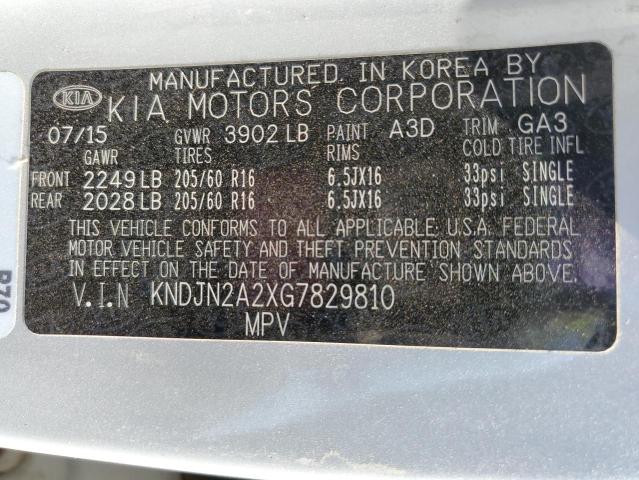 MANUFACTURED IN KOREA BY
KIA KIA MOTORS CORPORATION
07/15 GVWR 3902 LB PAINT A3D TRIM GA3
GAWR TIRES RIMS COLD TIRE INFL
FRONT 2249 LB 205/60 R16 6.5JX16 33psi SINGLE
REAR 2028 LB 205/60 R16 6.5JX16 33psi SINGLE
THIS VEHICLE CONFORMS TO ALL APPLICABLE; U.S.A. FEDERAL
MOTOR VEHICLE SAFETY AND THEFT PREVENTION STANDARDS
IN EFFECT ON THE DATE OF MANUFACTURE SHOWN ABOVE.
V.I.N KNDJN2A2XG7829810
MPV